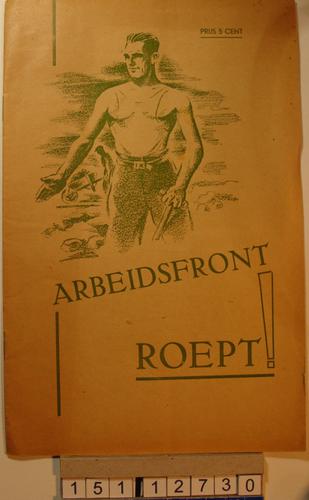 PRIJS 5 CENT
ARBEIDSFRONT
ROEPT!
151 12730